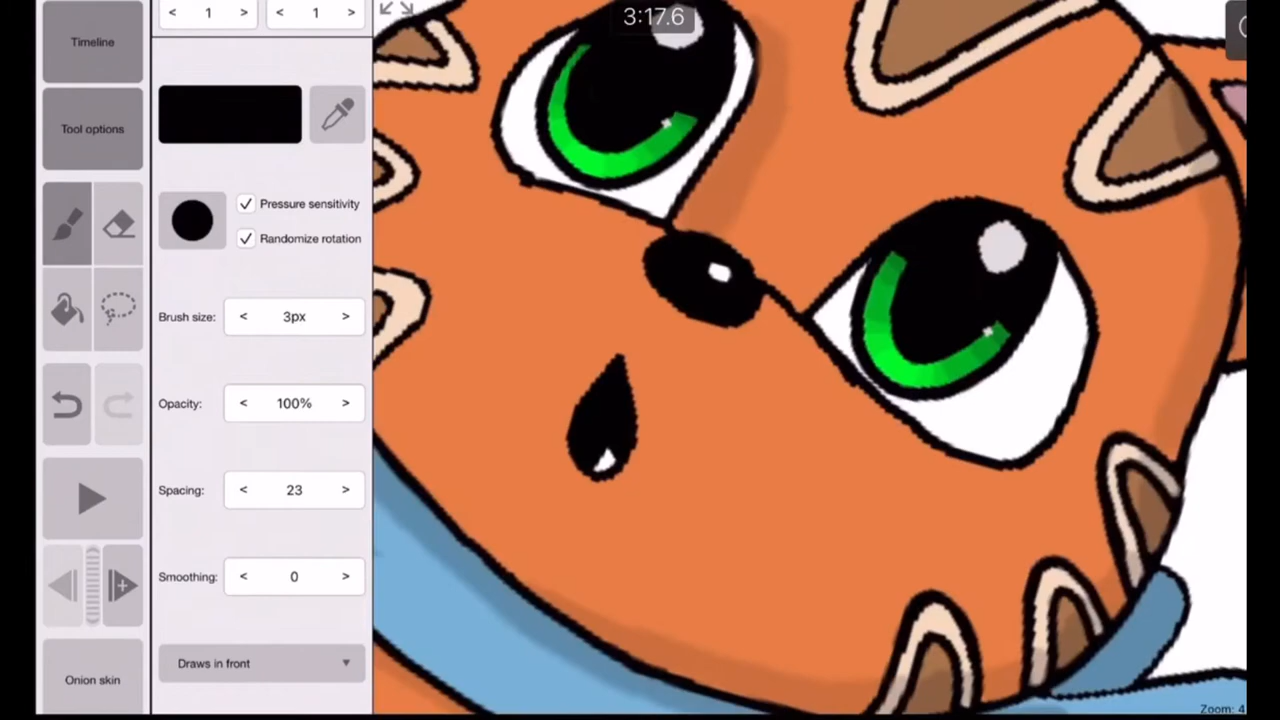 < 1 > < 1 >
3:17.6
Timeline
Tool options
Pressure sensitivity
Randomize rotation
Brush size: < 3px >
Opacity: < 100% >
Spacing: < 23 >
Smoothing: < 0 >
Draws in front
Onion skin
Zoom: 4